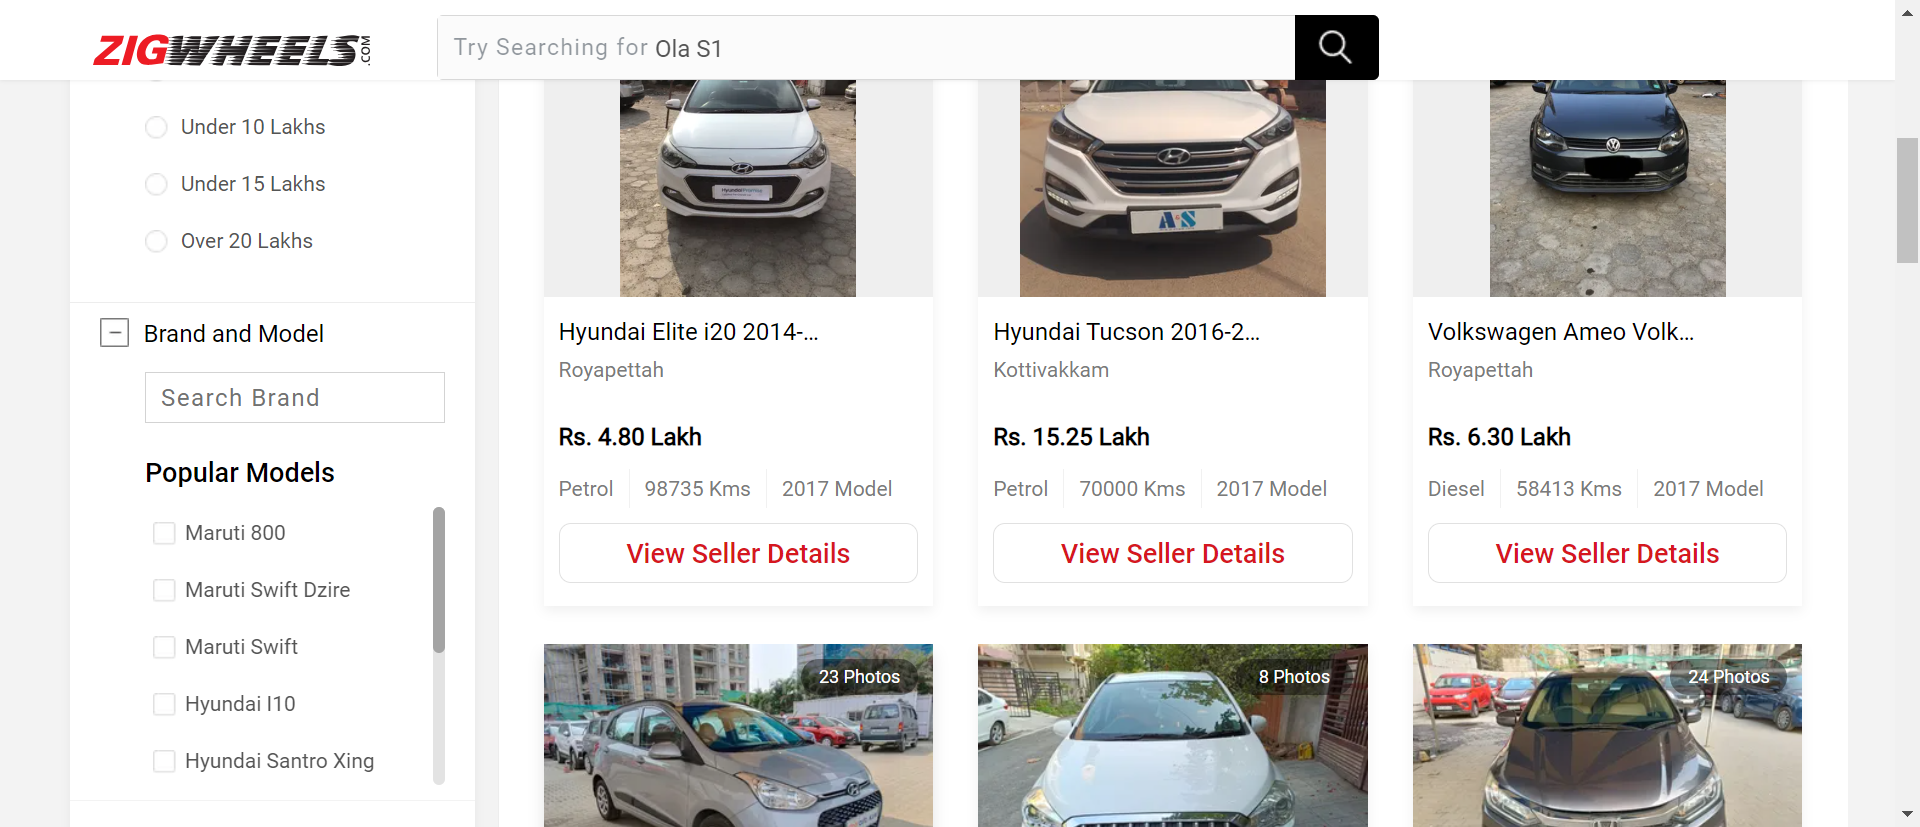 ZIGWHEELS.COM
Try Searching for Ola S1
Under 10 Lakhs
Under 15 Lakhs
Over 20 Lakhs
Brand and Model
Search Brand
Popular Models
Maruti 800
Maruti Swift Dzire
Maruti Swift
Hyundai I10
Hyundai Santro Xing
A&S
Hyundai Elite i20 2014-...
Royapettah
Rs. 4.80 Lakh
Petrol 98735 Kms 2017 Model
View Seller Details
Hyundai Tucson 2016-2...
Kottivakkam
Rs. 15.25 Lakh
Petrol 70000 Kms 2017 Model
View Seller Details
Volkswagen Ameo Volk...
Royapettah
Rs. 6.30 Lakh
Diesel 58413 Kms 2017 Model
View Seller Details
23 Photos
8 Photos
24 Photos